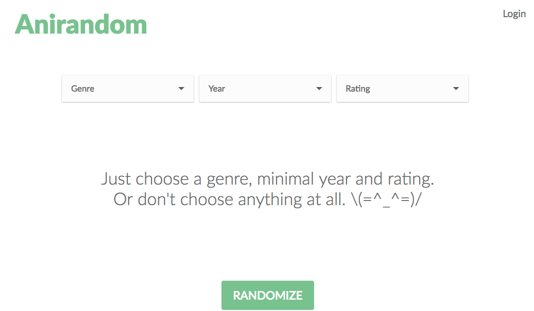 Anirandom
Login
Genre
Year
Rating
Just choose a genre, minimal year and rating.
Or don't choose anything at all. \(=^_^=)/
RANDOMIZE